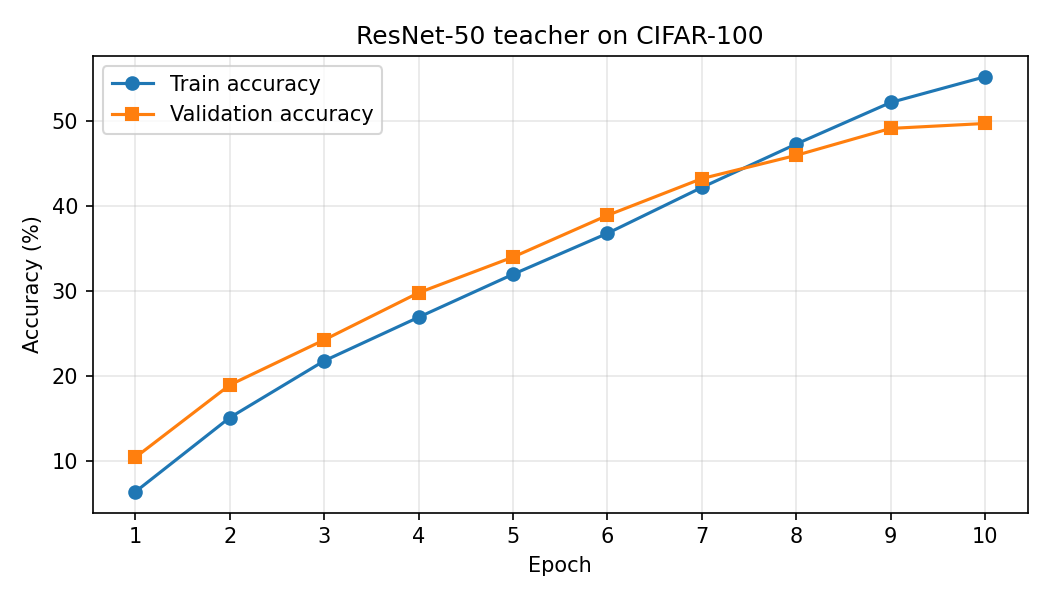 ResNet-50 teacher on CIFAR-100
Train accuracy
Validation accuracy
Accuracy (%)
50
40
30
20
10
1 2 3 4 5 6 7 8 9 10
Epoch